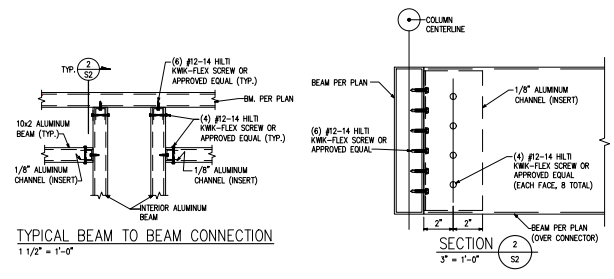 TYP.
2
S2
(6) #12-14 HILTI
KWIK-FLEX SCREW OR
APPROVED EQUAL (TYP.)
BM. PER PLAN
10x2 ALUMINUM
BEAM (TYP.)
(4) #12-14 HILTI
KWIK-FLEX SCREW OR
APPROVED EQUAL (TYP.)
1/8" ALUMINUM
CHANNEL (INSERT)
1/8" ALUMINUM
CHANNEL (INSERT)
INTERIOR ALUMINUM
BEAM
TYPICAL BEAM TO BEAM CONNECTION
1 1/2" = 1'-0"
COLUMN
CENTERLINE
BEAM PER PLAN
1/8" ALUMINUM
CHANNEL (INSERT)
(6) #12-14 HILTI
KWIK-FLEX SCREW OR
APPROVED EQUAL
(4) #12-14 HILTI
KWIK-FLEX SCREW OR
APPROVED EQUAL
(EACH FACE, 8 TOTAL)
2" 2"
BEAM PER PLAN
(OVER CONNECTOR)
SECTION
3" = 1'-0"
2
S2